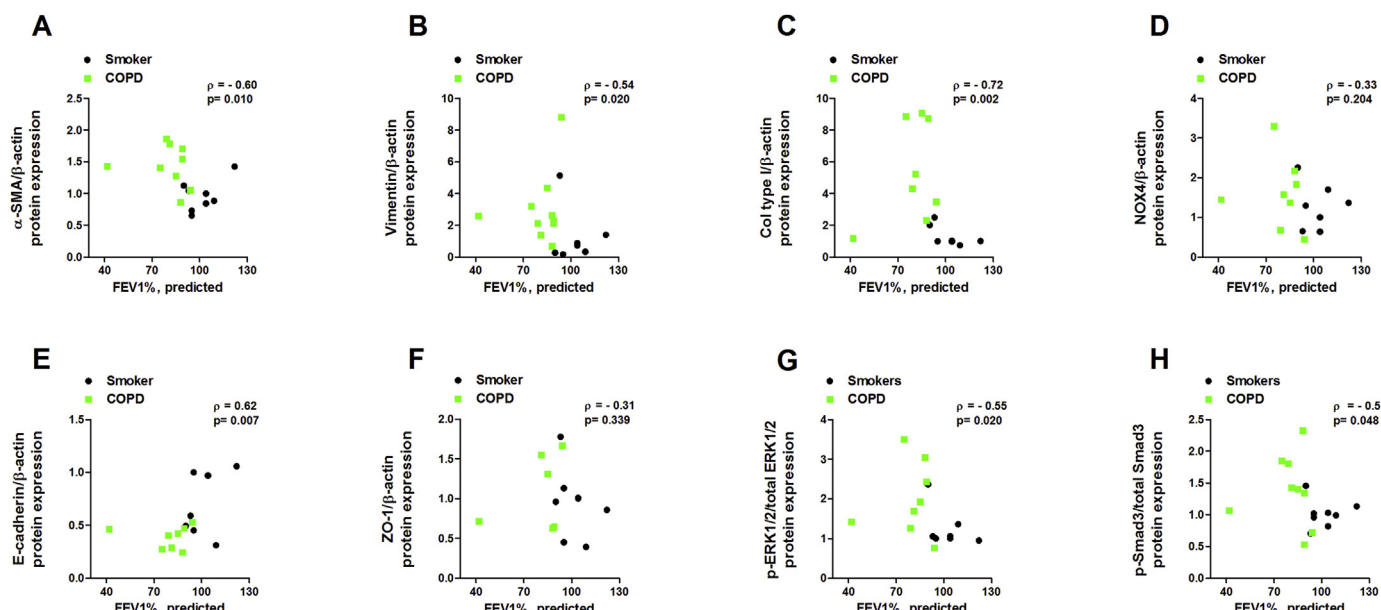 A
Smoker
COPD
ρ = - 0.60
p= 0.010
α-SMA/β-actin
protein expression
2.5
2.0
1.5
1.0
0.5
0.0
40 70 100 130
FEV1%, predicted
B
Smoker
COPD
ρ = - 0.54
p= 0.020
Vimentin/β-actin
protein expression
10
8
6
4
2
0
40 70 100 130
FEV1%, predicted
C
Smoker
COPD
ρ = - 0.72
p= 0.002
Col type I/β-actin
protein expression
10
8
6
4
2
0
40 70 100 130
FEV1%, predicted
D
Smoker
COPD
ρ = - 0.33
p= 0.204
NOX4/β-actin
protein expression
4
3
2
1
0
40 70 100 130
FEV1%, predicted
E
Smoker
COPD
ρ = 0.62
p= 0.007
E-cadherin/β-actin
protein expression
1.5
1.0
0.5
0.0
40 70 100 130
FEV1%, predicted
F
Smoker
COPD
ρ = - 0.31
p= 0.339
ZO-1/β-actin
protein expression
2.0
1.5
1.0
0.5
0.0
40 70 100 130
FEV1%, predicted
G
Smokers
COPD
ρ = - 0.55
p= 0.020
p-ERK1/2/total ERK1/2
protein expression
4
3
2
1
0
40 70 100 130
FEV1%, predicted
H
Smokers
COPD
ρ = - 0.5
p= 0.048
p-Smad3/total Smad3
protein expression
2.5
2.0
1.5
1.0
0.5
0.0
40 70 100 130
FEV1%, predicted